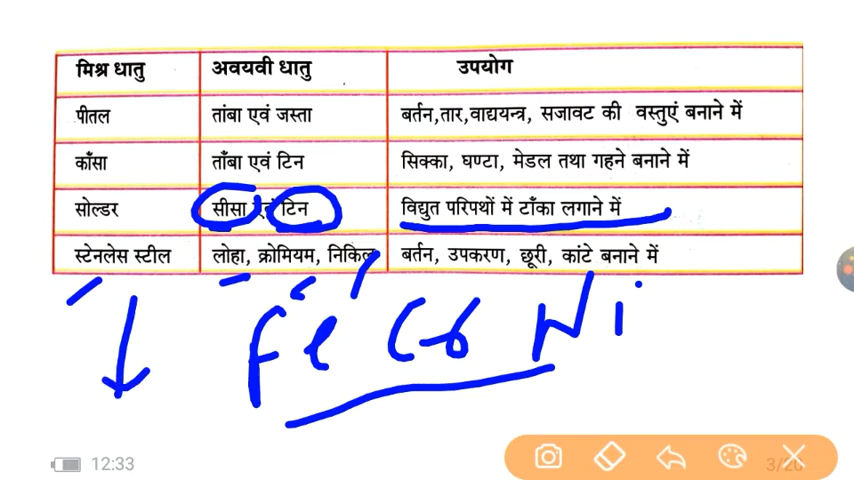 मिश्र धातु अवयवी धातु उपयोग
पीतल तांबा एवं जस्ता बर्तन,तार,वाद्ययन्त्र, सजावट की वस्तुएं बनाने में
काँसा ताँबा एवं टिन सिक्का, घण्टा, मेडल तथा गहने बनाने में
सोल्डर सीसा एवं टिन विद्युत परिपथों में टाँका लगाने में
स्टेनलेस स्टील लोहा, क्रोमियम, निकिल बर्तन, उपकरण, छूरी, कांटे बनाने में
Fe Cr Ni
12:33 3/20